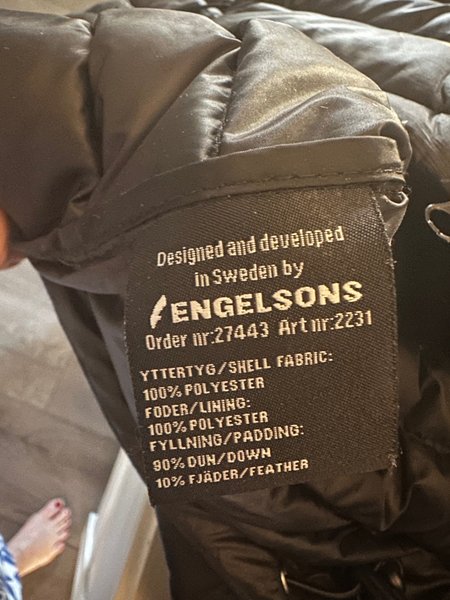 Designed and developed
in Sweden by
ENGELSONS
Order nr:27443 Art nr:2231
YTTERTYG/SHELL FABRIC:
100% POLYESTER
FODER/LINING:
100% POLYESTER
FYLLNING/PADDING:
90% DUN/DOWN
10% FJÄDER/FEATHER